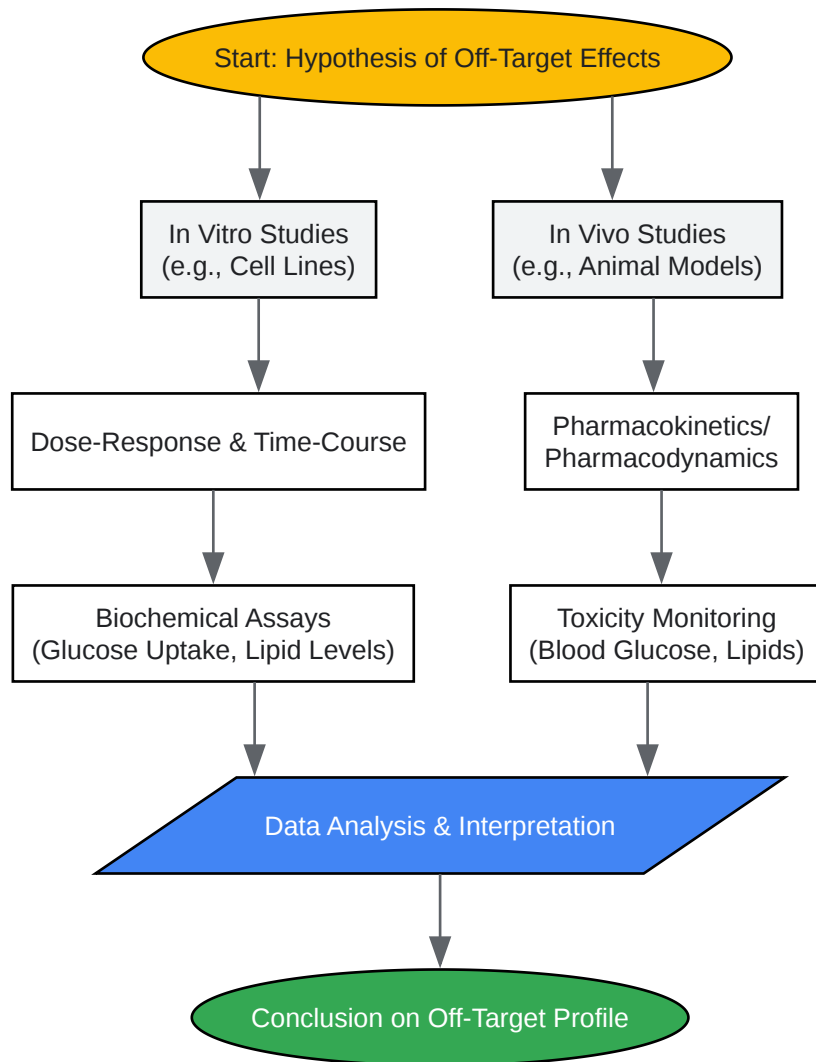 Start: Hypothesis of Off-Target Effects
In Vitro Studies
(e.g., Cell Lines)
In Vivo Studies
(e.g., Animal Models)
Dose-Response & Time-Course
Pharmacokinetics/
Pharmacodynamics
Biochemical Assays
(Glucose Uptake, Lipid Levels)
Toxicity Monitoring
(Blood Glucose, Lipids)
Data Analysis & Interpretation
Conclusion on Off-Target Profile